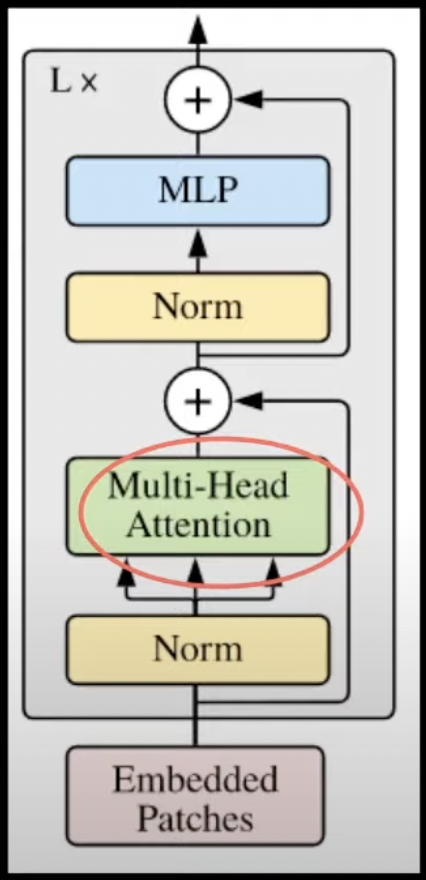 L ×
+
MLP
Norm
+
Multi-Head
Attention
Norm
Embedded
Patches